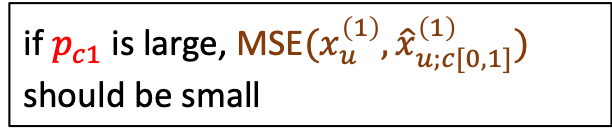 if p_{c1} is large, MSE(x_u^{(1)}, x̂_{u;c[0,1]}^{(1)})
should be small